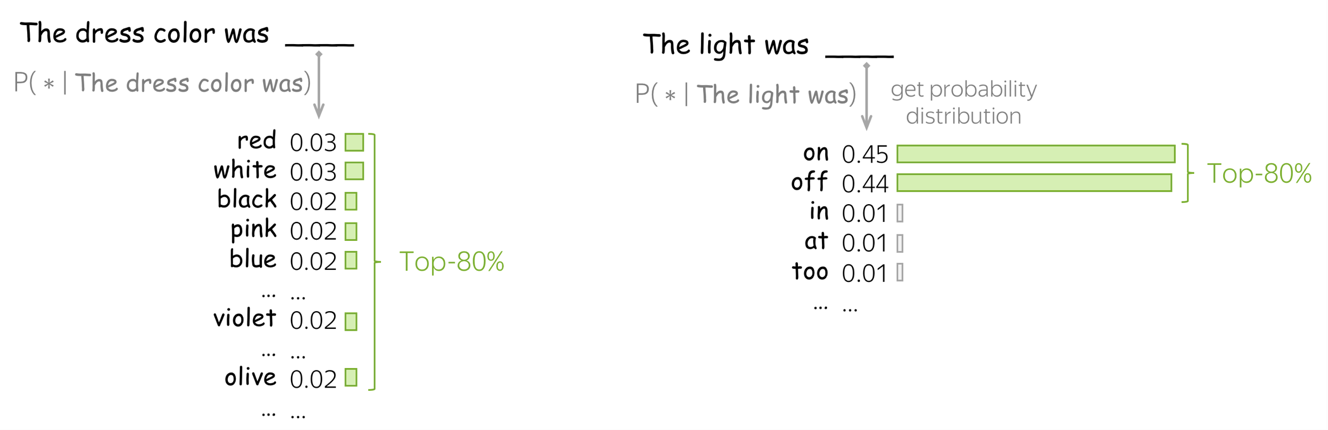 The dress color was ____
P( * | The dress color was)
red 0.03
white 0.03
black 0.02
pink 0.02
blue 0.02
... ...
violet 0.02
... ...
olive 0.02
... ...
Top-80%
The light was ____
P( * | The light was)
get probability
distribution
on 0.45
off 0.44
in 0.01
at 0.01
too 0.01
... ...
Top-80%